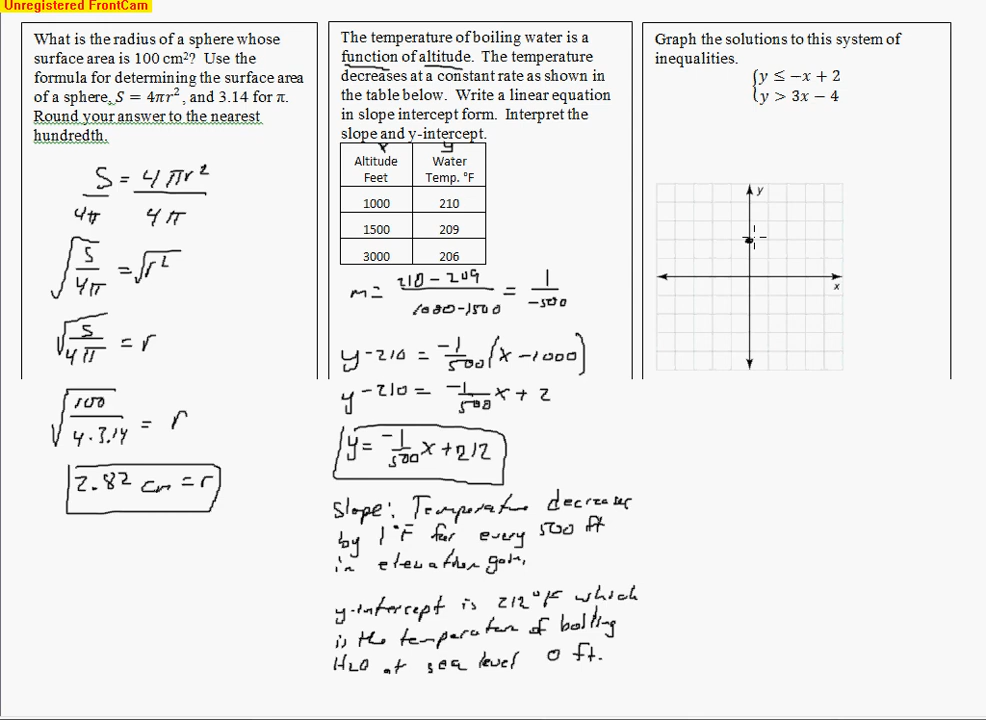 Unregistered FrontCam
What is the radius of a sphere whose
surface area is 100 cm²? Use the
formula for determining the surface area
of a sphere, S = 4πr², and 3.14 for π.
Round your answer to the nearest
hundredth.
S = 4πr²
4π 4π
√S/4π = √r²
√S/4π = r
√100/4·3.14 = r
2.82 cm = r
The temperature of boiling water is a
function of altitude. The temperature
decreases at a constant rate as shown in
the table below. Write a linear equation
in slope intercept form. Interpret the
slope and y-intercept.
x y
Altitude Water
Feet Temp. °F
1000 210
1500 209
3000 206
m = 210-209/1000-1500 = 1/-500
y-210 = -1/500(x-1000)
y-210 = -1/500x+2
y = -1/500x+212
Slope: Temperature decreases
by 1°F for every 500 ft
in elevation gain.
y-intercept is 212°F which
is the temperature of boiling
H2O at sea level 0 ft.
Graph the solutions to this system of
inequalities.
{y ≤ −x + 2
y > 3x − 4
y
x